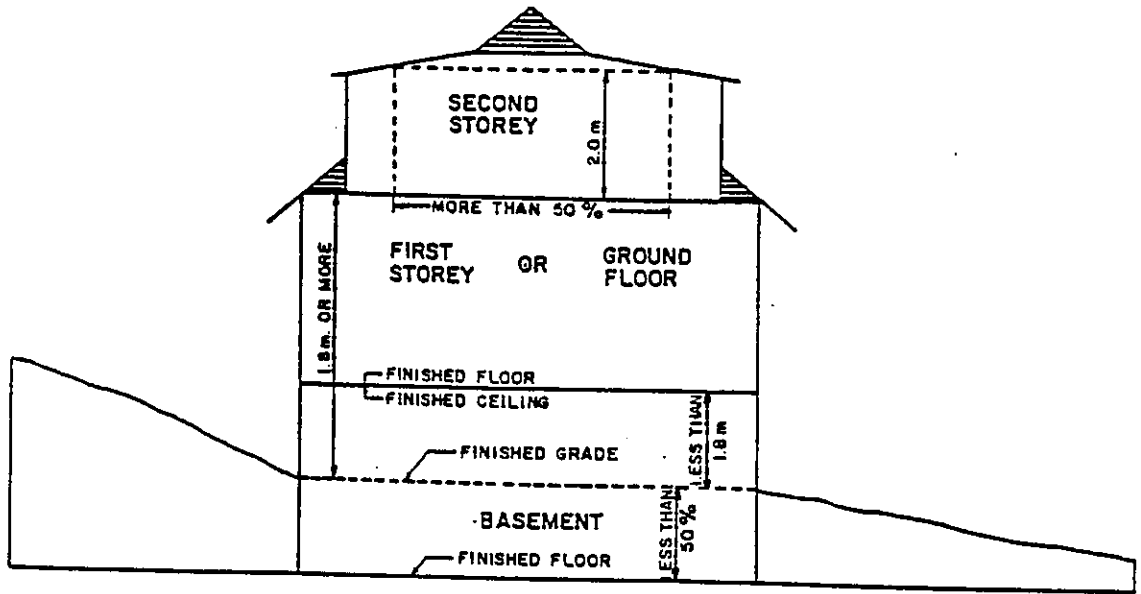 SECOND
STOREY
2.0 m
MORE THAN 50 %
FIRST
STOREY
OR
GROUND
FLOOR
1.8 m. OR MORE
FINISHED FLOOR
FINISHED CEILING
LESS THAN
1.8 m
FINISHED GRADE
BASEMENT
LESS THAN
50 %
FINISHED FLOOR